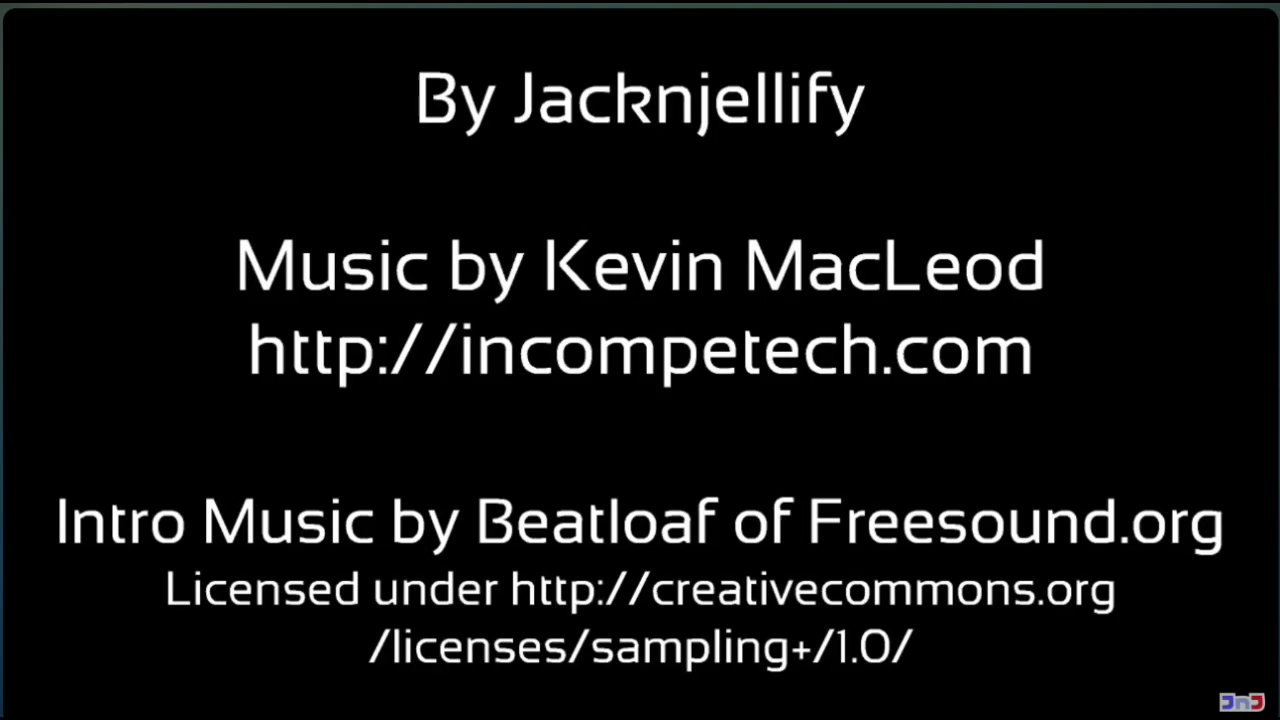 By Jacknjellify
Music by Kevin MacLeod
http://incompetech.com
Intro Music by Beatloaf of Freesound.org
Licensed under http://creativecommons.org
/licenses/sampling+/1.0/
JnJ